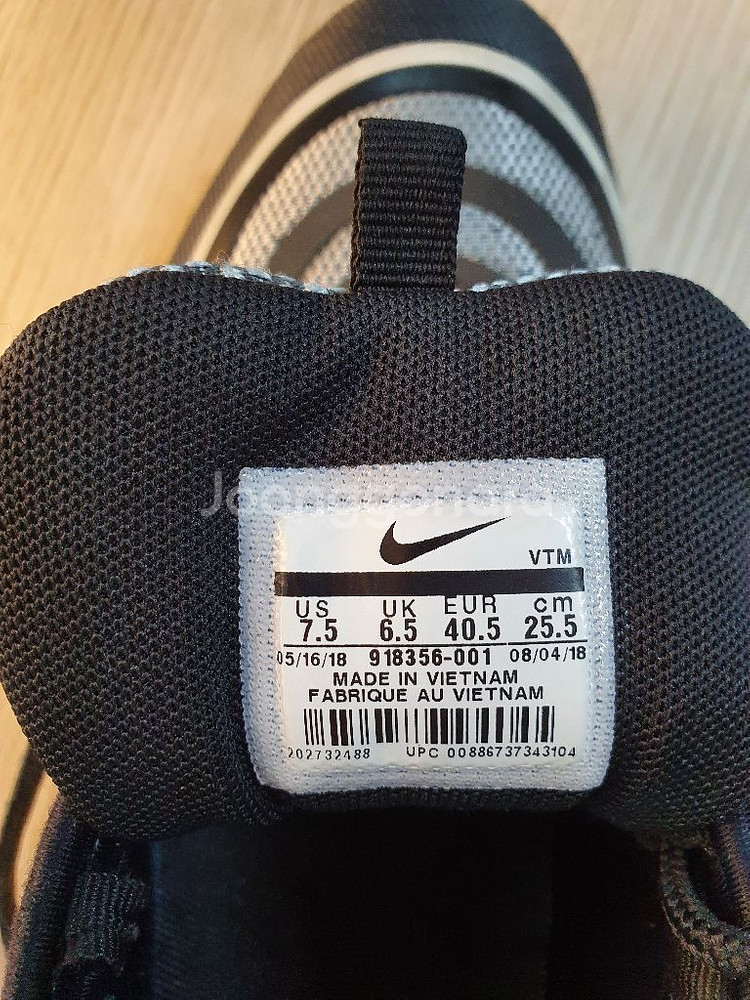 Joonggonara
VTM
US UK EUR cm
7.5 6.5 40.5 25.5
05/16/18 918356-001 08/04/18
MADE IN VIETNAM
FABRIQUE AU VIETNAM
202732488 UPC 00886737343104